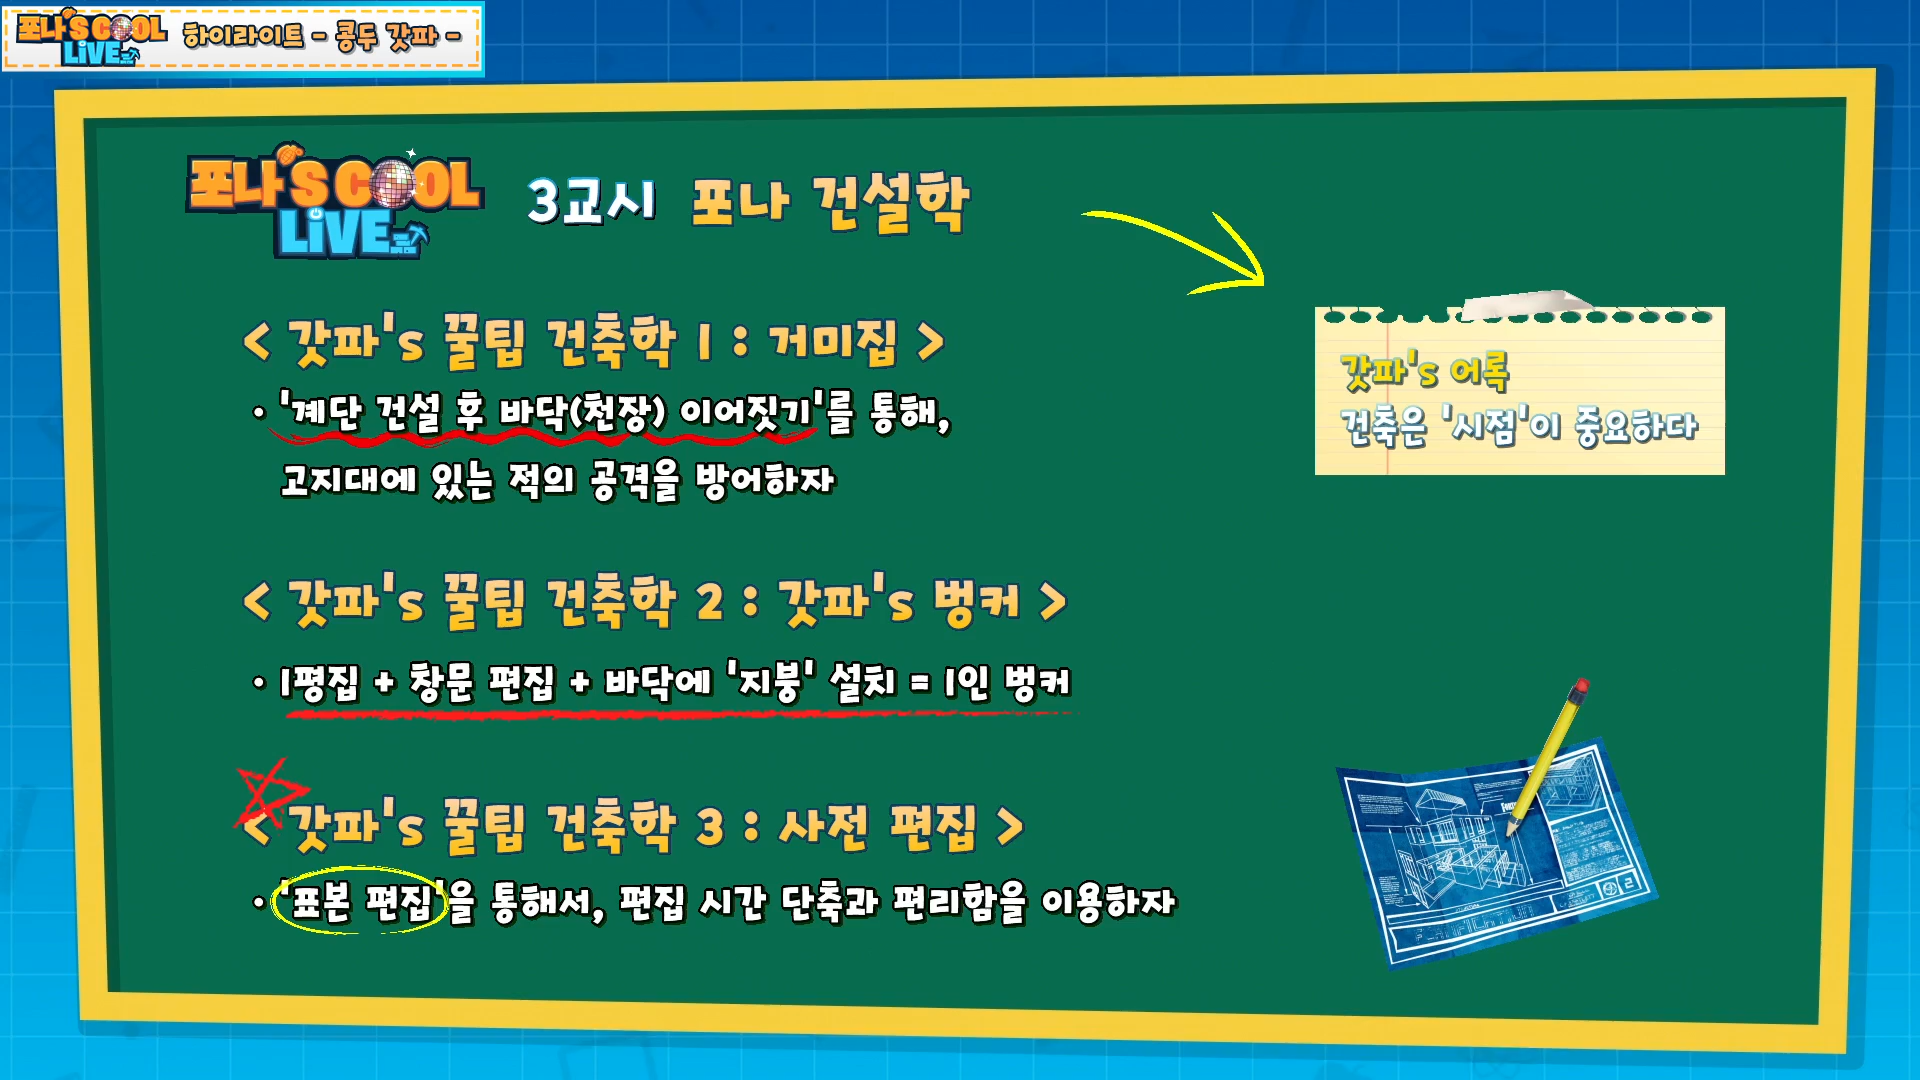 포나'S COOL LiVE
하이라이트 - 콩두 갓파 -
포나'S COOL
LiVE
3교시 포나 건설학
< 갓파's 꿀팁 건축학 1 : 거미집 >
· '계단 건설 후 바닥(천장) 이어짓기'를 통해,
고지대에 있는 적의 공격을 방어하자
갓파's 어록
건축은 '시점'이 중요하다
< 갓파's 꿀팁 건축학 2 : 갓파's 벙커 >
· 1평집 + 창문 편집 + 바닥에 '지붕' 설치 = 1인 벙커
< 갓파's 꿀팁 건축학 3 : 사전 편집 >
· '표본 편집'을 통해서, 편집 시간 단축과 편리함을 이용하자